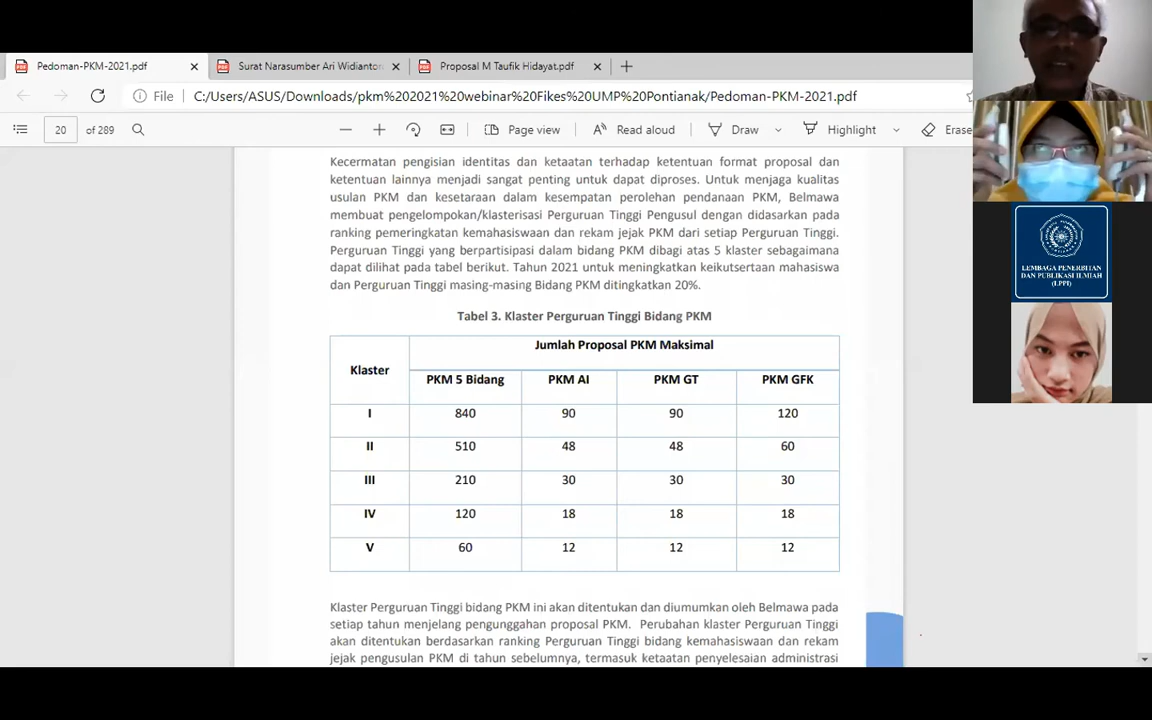 Pedoman-PKM-2021.pdf
Surat Narasumber Ari Widianto
Proposal M Taufik Hidayat.pdf
File
C:/Users/ASUS/Downloads/pkm%202021%20webinar%20Fikes%20UMP%20Pontianak/Pedoman-PKM-2021.pdf
20 of 289
Page view
Read aloud
Draw
Highlight
Erase
Kecermatan pengisian identitas dan ketaatan terhadap ketentuan format proposal dan
ketentuan lainnya menjadi sangat penting untuk dapat diproses. Untuk menjaga kualitas
usulan PKM dan kesetaraan dalam kesempatan perolehan pendanaan PKM, Belmawa
membuat pengelompokan/klasterisasi Perguruan Tinggi Pengusul dengan didasarkan pada
ranking pemeringkatan kemahasiswaan dan rekam jejak PKM dari setiap Perguruan Tinggi.
Perguruan Tinggi yang berpartisipasi dalam bidang PKM dibagi atas 5 klaster sebagaimana
dapat dilihat pada tabel berikut. Tahun 2021 untuk meningkatkan keikutsertaan mahasiswa
dan Perguruan Tinggi masing-masing Bidang PKM ditingkatkan 20%.
Tabel 3. Klaster Perguruan Tinggi Bidang PKM
Klaster
Jumlah Proposal PKM Maksimal
PKM 5 Bidang PKM AI PKM GT PKM GFK
I 840 90 90 120
II 510 48 48 60
III 210 30 30 30
IV 120 18 18 18
V 60 12 12 12
Klaster Perguruan Tinggi bidang PKM ini akan ditentukan dan diumumkan oleh Belmawa pada
setiap tahun menjelang pengunggahan proposal PKM. Perubahan klaster Perguruan Tinggi
akan ditentukan berdasarkan ranking Perguruan Tinggi bidang kemahasiswaan dan rekam
jejak pengusulan PKM di tahun sebelumnya, termasuk ketaatan penyelesaian administrasi
LEMBAGA PENERBITAN
DAN PUBLIKASI ILMIAH
(LPPI)